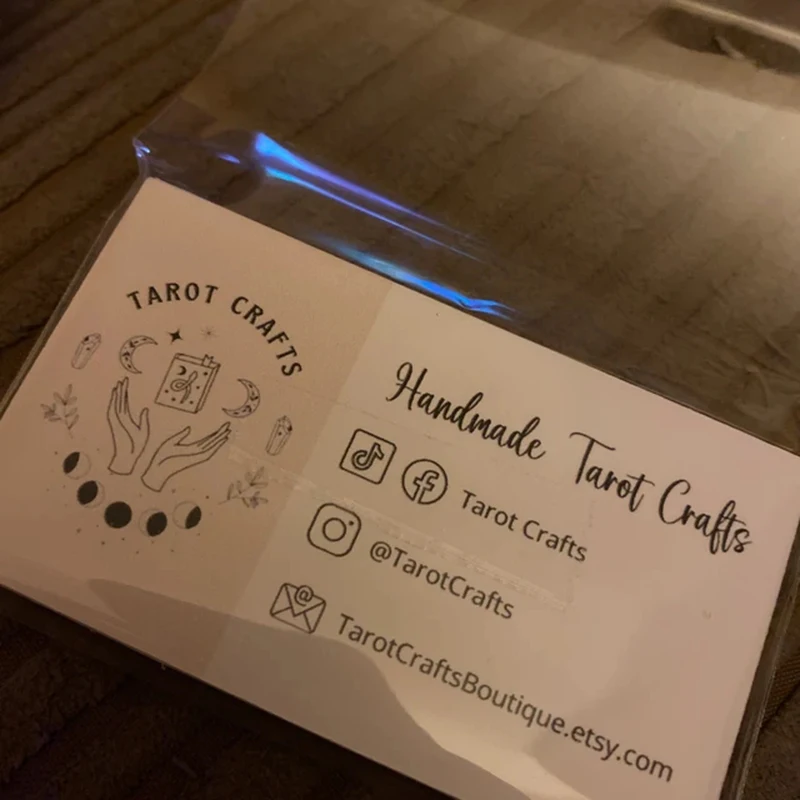 TAROT CRAFTS
Handmade Tarot Crafts
Tarot Crafts
@TarotCrafts
TarotCraftsBoutique.etsy.com